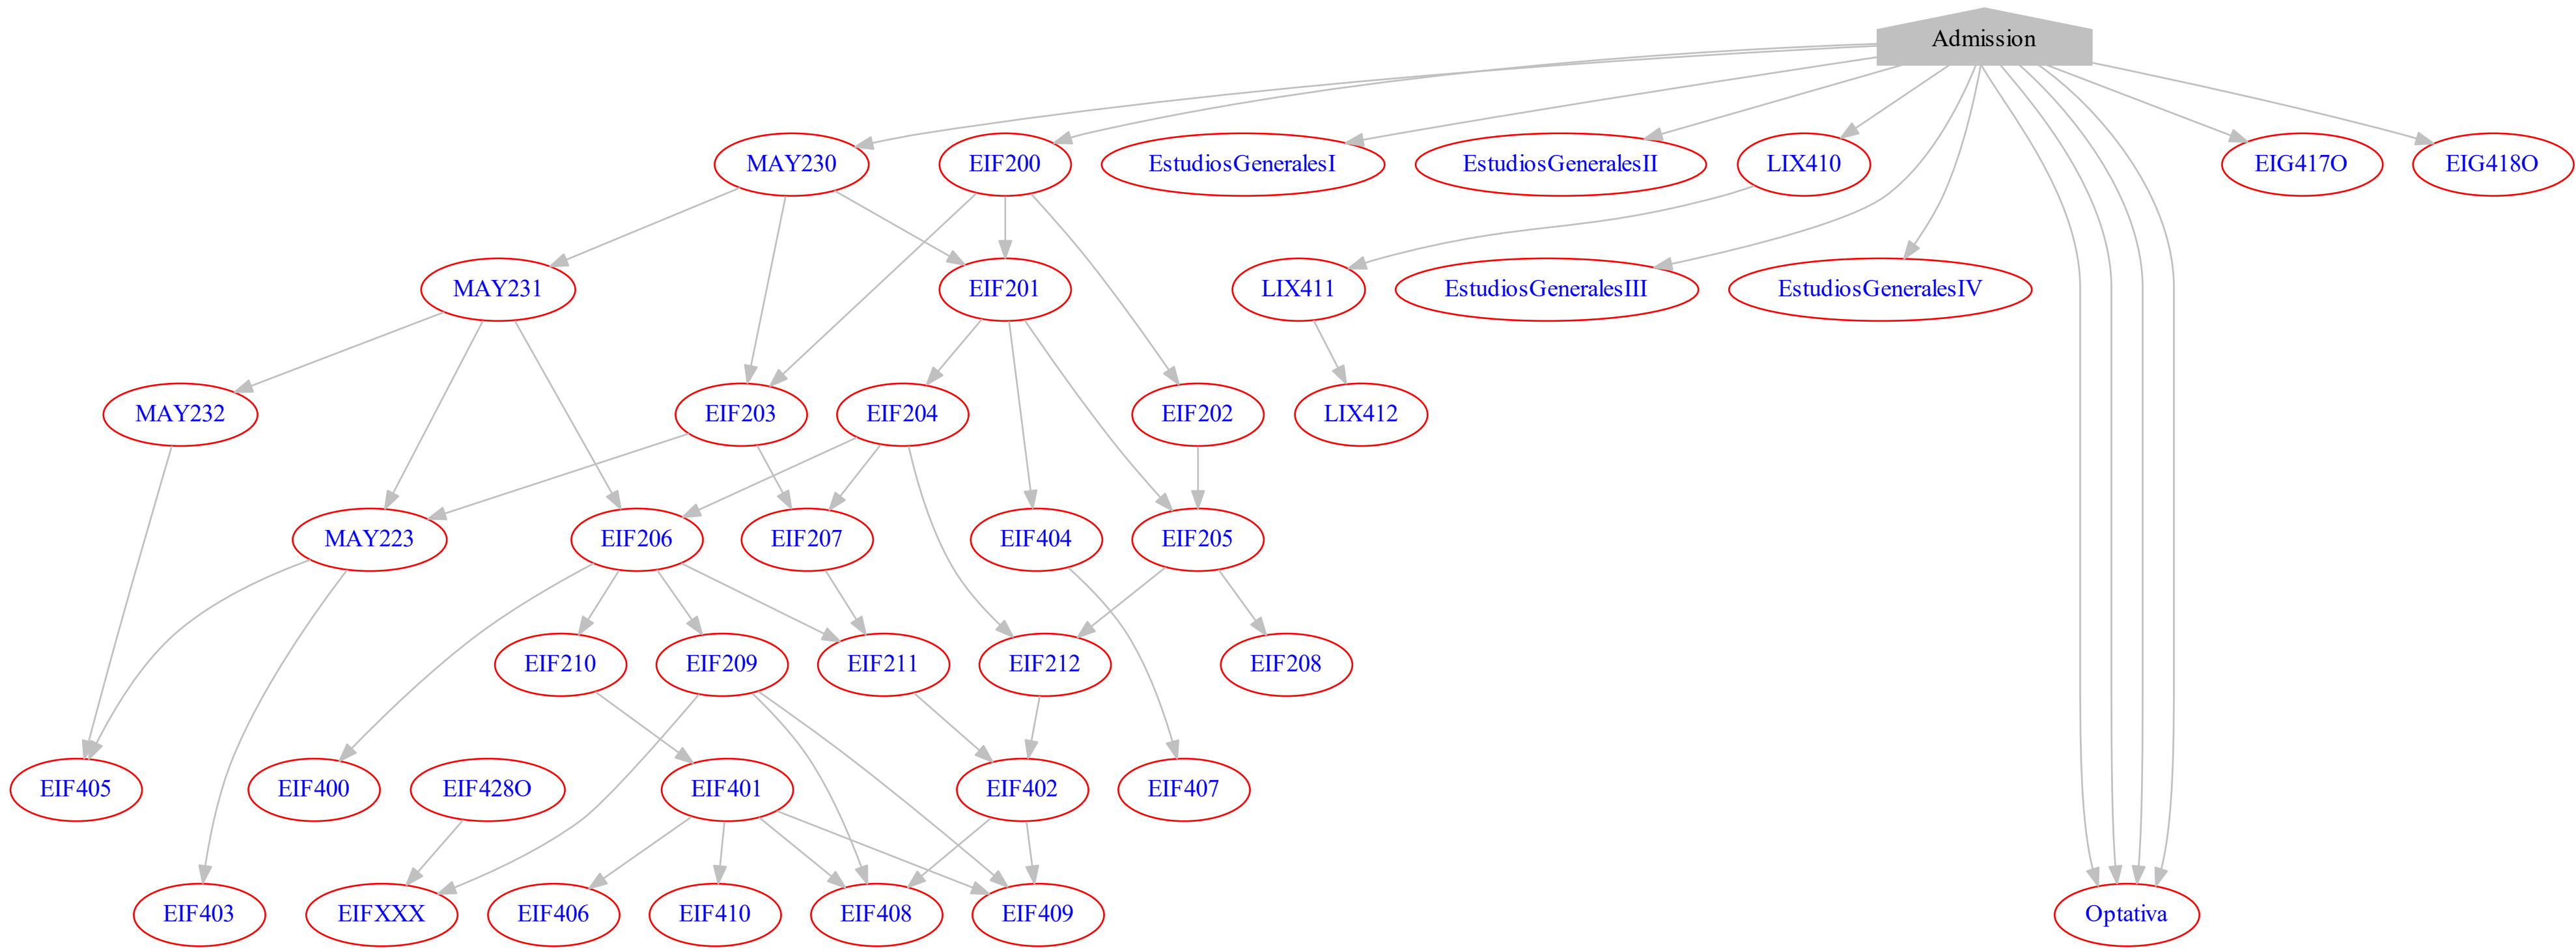 Admission
MAY230
EIF200
EstudiosGeneralesI
EstudiosGeneralesII
LIX410
EIG417O
EIG418O
MAY231
EIF201
LIX411
EstudiosGeneralesIII
EstudiosGeneralesIV
MAY232
EIF203
EIF204
EIF202
LIX412
MAY223
EIF206
EIF207
EIF404
EIF205
EIF210
EIF209
EIF211
EIF212
EIF208
EIF405
EIF400
EIF428O
EIF401
EIF402
EIF407
EIF403
EIFXXX
EIF406
EIF410
EIF408
EIF409
Optativa